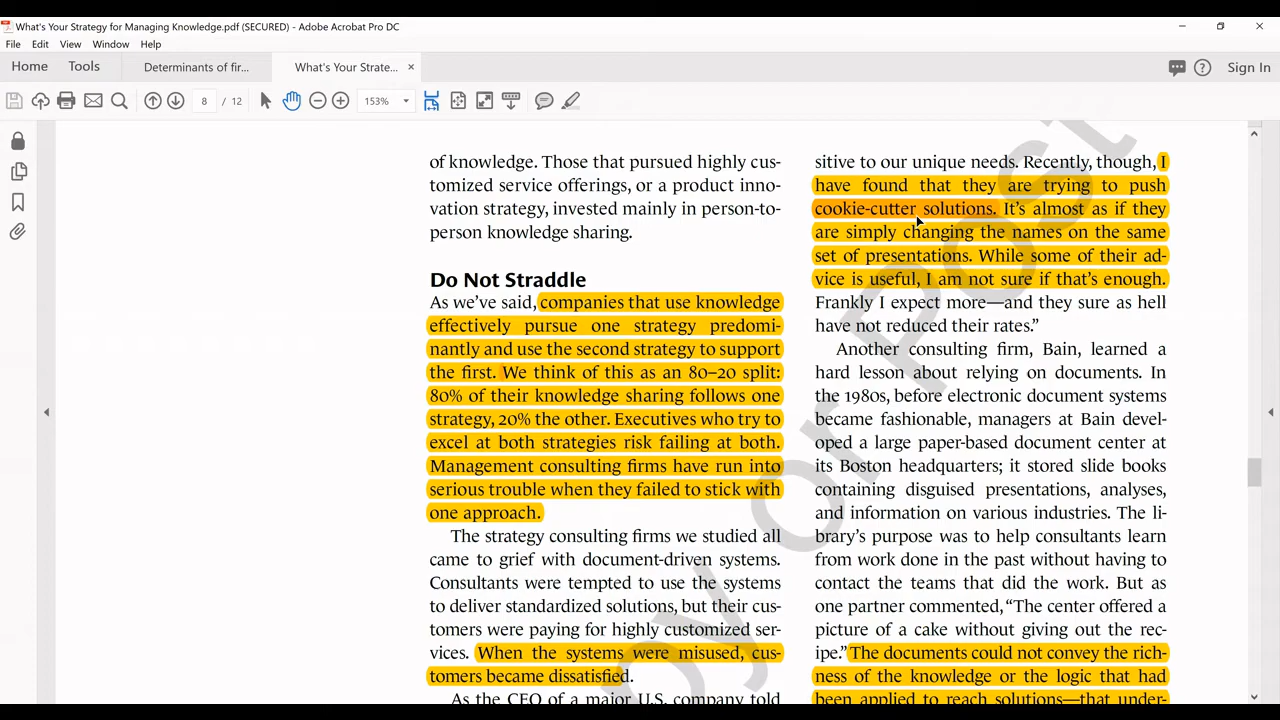 What's Your Strategy for Managing Knowledge.pdf (SECURED) - Adobe Acrobat Pro DC
File Edit View Window Help
Home Tools Determinants of fir... What's Your Strate... × Sign In
8 / 12 153%
of knowledge. Those that pursued highly cus-
tomized service offerings, or a product inno-
vation strategy, invested mainly in person-to-
person knowledge sharing.
Do Not Straddle
As we've said, companies that use knowledge
effectively pursue one strategy predomi-
nantly and use the second strategy to support
the first. We think of this as an 80–20 split:
80% of their knowledge sharing follows one
strategy, 20% the other. Executives who try to
excel at both strategies risk failing at both.
Management consulting firms have run into
serious trouble when they failed to stick with
one approach.
The strategy consulting firms we studied all
came to grief with document-driven systems.
Consultants were tempted to use the systems
to deliver standardized solutions, but their cus-
tomers were paying for highly customized ser-
vices. When the systems were misused, cus-
tomers became dissatisfied.
As the CEO of a major U.S. company told
sitive to our unique needs. Recently, though, I
have found that they are trying to push
cookie-cutter solutions. It's almost as if they
are simply changing the names on the same
set of presentations. While some of their ad-
vice is useful, I am not sure if that's enough.
Frankly I expect more—and they sure as hell
have not reduced their rates.”
Another consulting firm, Bain, learned a
hard lesson about relying on documents. In
the 1980s, before electronic document systems
became fashionable, managers at Bain devel-
oped a large paper-based document center at
its Boston headquarters; it stored slide books
containing disguised presentations, analyses,
and information on various industries. The li-
brary's purpose was to help consultants learn
from work done in the past without having to
contact the teams that did the work. But as
one partner commented, “The center offered a
picture of a cake without giving out the rec-
ipe.” The documents could not convey the rich-
ness of the knowledge or the logic that had
been applied to reach solutions—that under-
py or Post